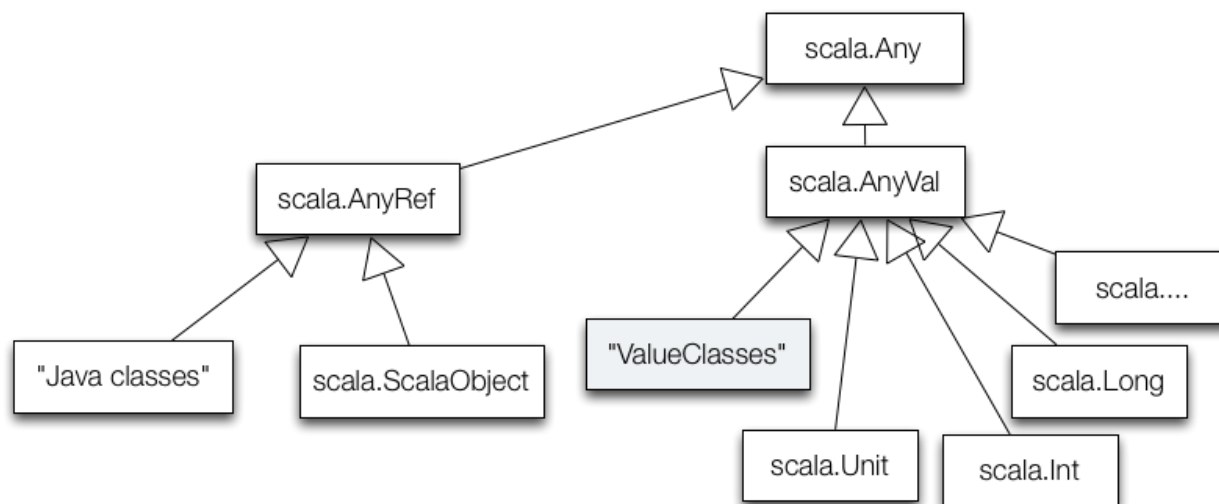 scala.Any
scala.AnyRef
scala.AnyVal
scala....
"Java classes"
scala.ScalaObject
"ValueClasses"
scala.Long
scala.Unit
scala.Int